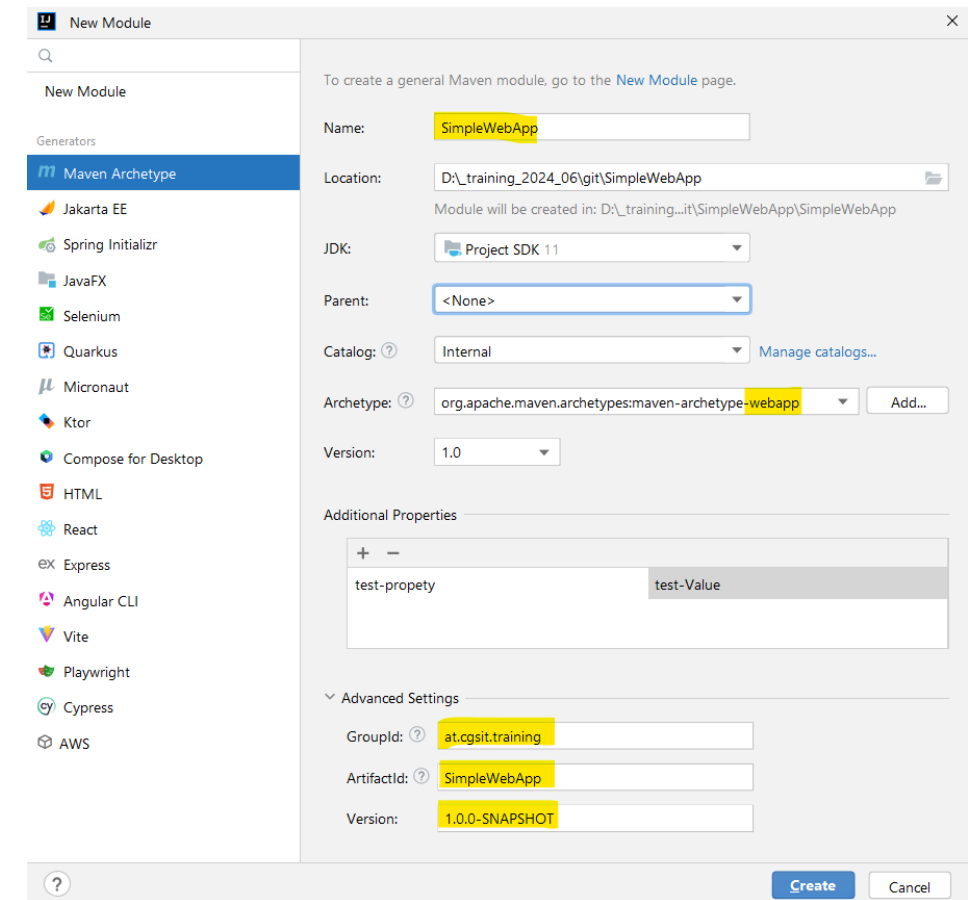 New Module
New Module
Generators
Maven Archetype
Jakarta EE
Spring Initializr
JavaFX
Selenium
Quarkus
Micronaut
Ktor
Compose for Desktop
HTML
React
Express
Angular CLI
Vite
Playwright
Cypress
AWS
To create a general Maven module, go to the New Module page.
Name: SimpleWebApp
Location: D:\_training_2024_06\git\SimpleWebApp
Module will be created in: D:\_training...it\SimpleWebApp\SimpleWebApp
JDK: Project SDK 11
Parent: <None>
Catalog: ? Internal Manage catalogs...
Archetype: ? org.apache.maven.archetypes:maven-archetype-webapp Add...
Version: 1.0
Additional Properties
+ −
test-propety test-Value
Advanced Settings
GroupId: ? at.cgsit.training
ArtifactId: ? SimpleWebApp
Version: 1.0.0-SNAPSHOT
? Create Cancel